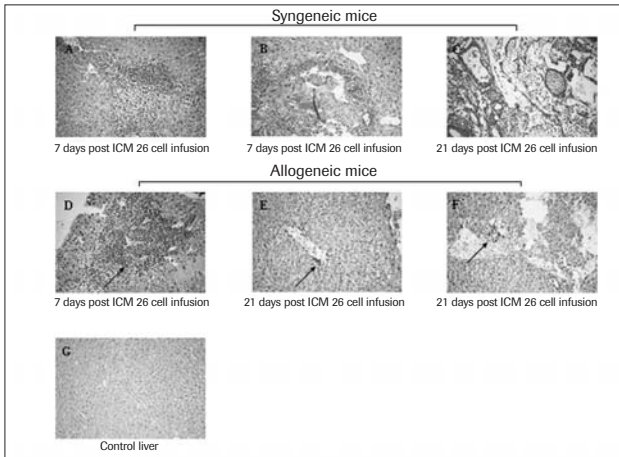 Syngeneic mice
A B C
7 days post ICM 26 cell infusion 7 days post ICM 26 cell infusion 21 days post ICM 26 cell infusion
Allogeneic mice
D E F
7 days post ICM 26 cell infusion 21 days post ICM 26 cell infusion 21 days post ICM 26 cell infusion
G
Control liver